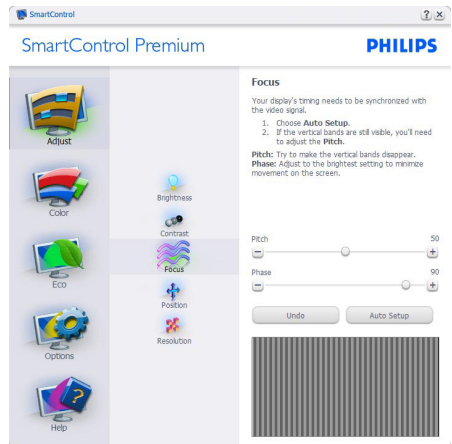 SmartControl
SmartControl Premium
PHILIPS
Adjust
Color
Eco
Options
Help
Brightness
Contrast
Focus
Position
Resolution
Focus
Your display's timing need to be synchronized with
the video signal.
1. Choose Auto Setup.
2. If the vertical bands are still visible, you'll need
to adjust the Pitch.
Pitch: Try to make the vertical bands disappear.
Phase: Adjust to the brightest setting to minimize
movement on the screen.
Pitch 50
Phase 90
Undo Auto Setup